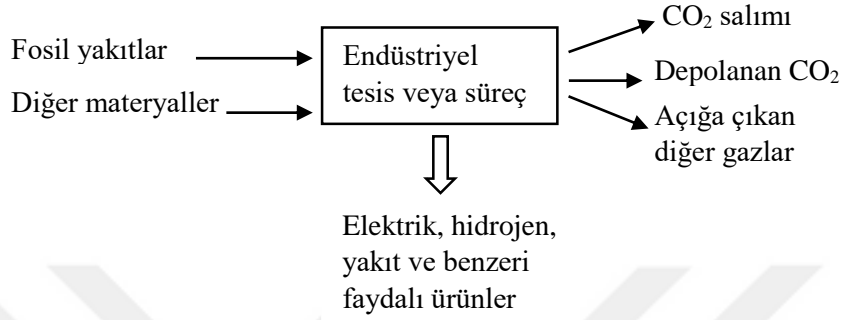 Fosil yakıtlar
Diğer materyaller
Endüstriyel
tesis veya süreç
CO₂ salımı
Depolanan CO₂
Açığa çıkan
diğer gazlar
Elektrik, hidrojen,
yakıt ve benzeri
faydalı ürünler